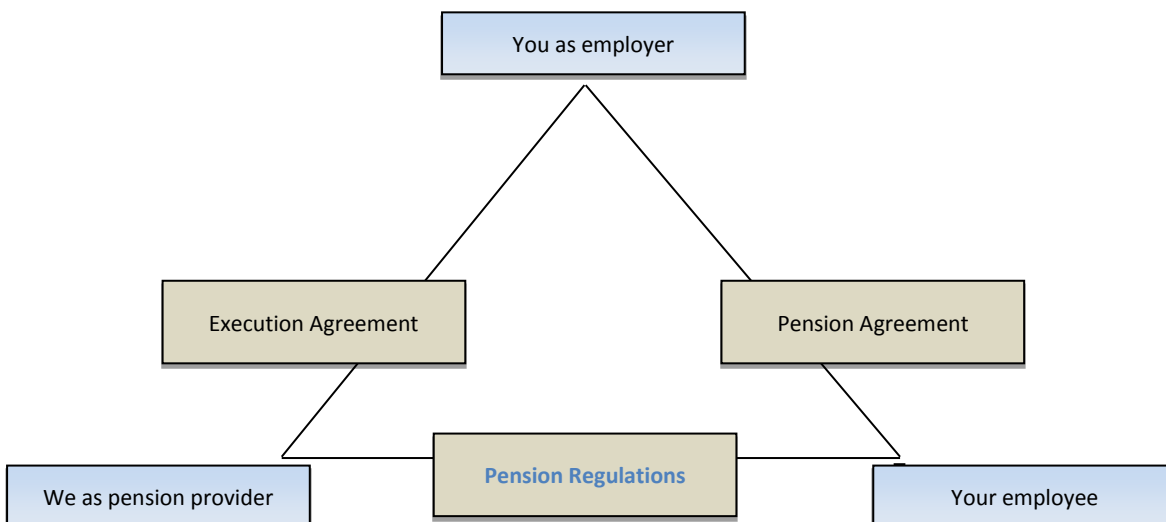 You as employer
Execution Agreement
Pension Agreement
Pension Regulations
We as pension provider
Your employee